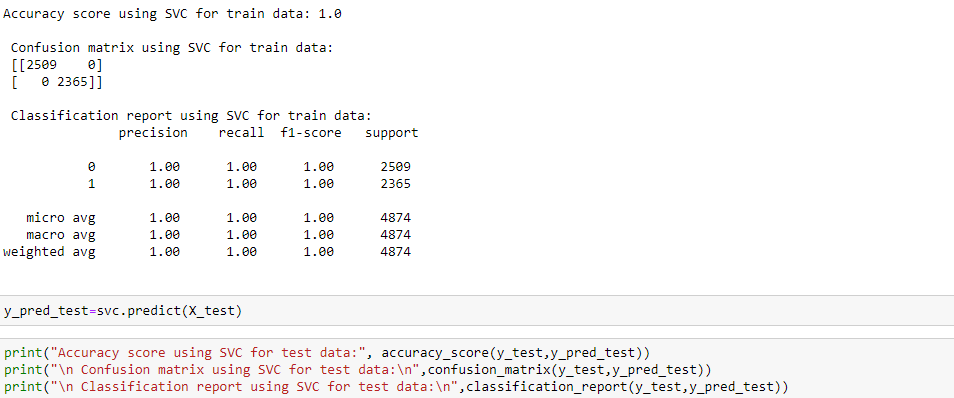 Accuracy score using SVC for train data: 1.0
Confusion matrix using SVC for train data:
[[2509    0]
[   0 2365]]
Classification report using SVC for train data:
precision    recall  f1-score   support
0       1.00      1.00      1.00      2509
1       1.00      1.00      1.00      2365
micro avg       1.00      1.00      1.00      4874
macro avg       1.00      1.00      1.00      4874
weighted avg       1.00      1.00      1.00      4874
y_pred_test=svc.predict(X_test)
print("Accuracy score using SVC for test data:", accuracy_score(y_test,y_pred_test))
print("\n Confusion matrix using SVC for test data:\n",confusion_matrix(y_test,y_pred_test))
print("\n Classification report using SVC for test data:\n",classification_report(y_test,y_pred_test))